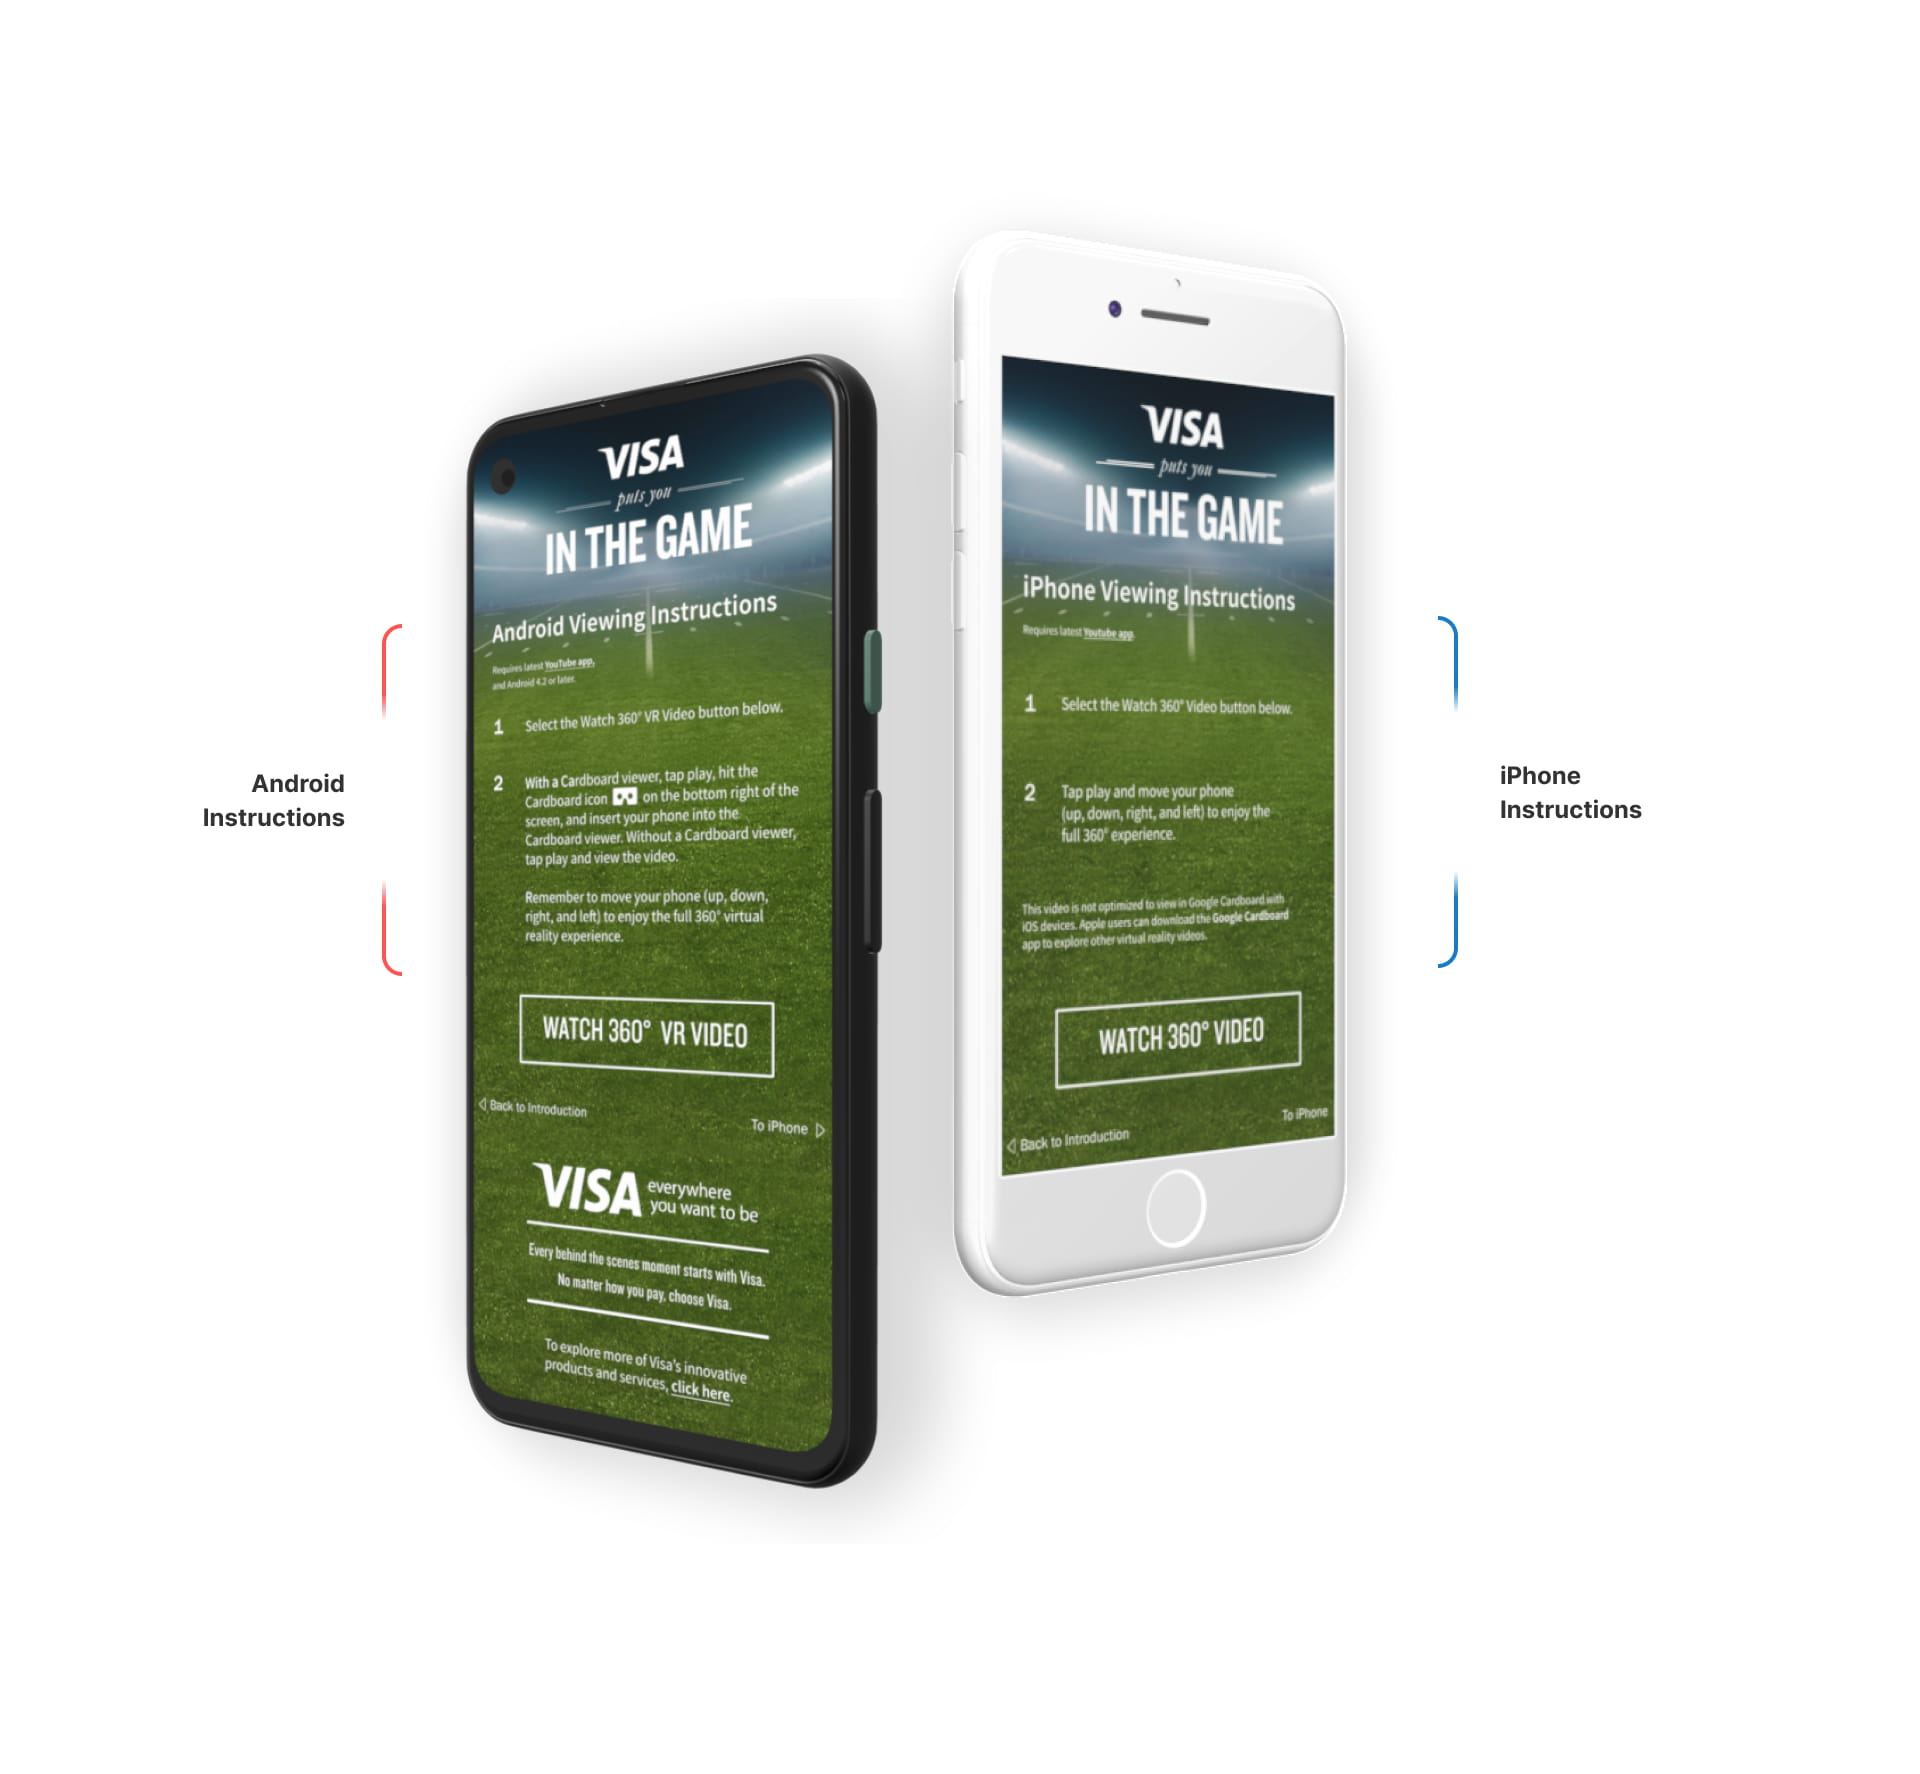 Android
Instructions
VISA
puts you
IN THE GAME
Android Viewing Instructions
Requires latest YouTube app,
and Android 4.2 or later.
1 Select the Watch 360° VR Video button below.
2 With a Cardboard viewer, tap play, hit the
Cardboard icon on the bottom right of the
screen, and insert your phone into the
Cardboard viewer. Without a Cardboard viewer,
tap play and view the video.
Remember to move your phone (up, down,
right, and left) to enjoy the full 360° virtual
reality experience.
WATCH 360° VR VIDEO
Back to Introduction
To iPhone
VISA everywhere
you want to be
Every behind the scenes moment starts with Visa.
No matter how you pay, choose Visa.
To explore more of Visa's innovative
products and services, click here.
VISA
puts you
IN THE GAME
iPhone Viewing Instructions
Requires latest Youtube app.
1 Select the Watch 360° Video button below.
2 Tap play and move your phone
(up, down, right, and left) to enjoy the
full 360° experience.
This video is not optimized to view in Google Cardboard with
iOS devices. Apple users can download the Google Cardboard
app to explore other virtual reality videos.
WATCH 360° VIDEO
To iPhone
Back to Introduction
iPhone
Instructions